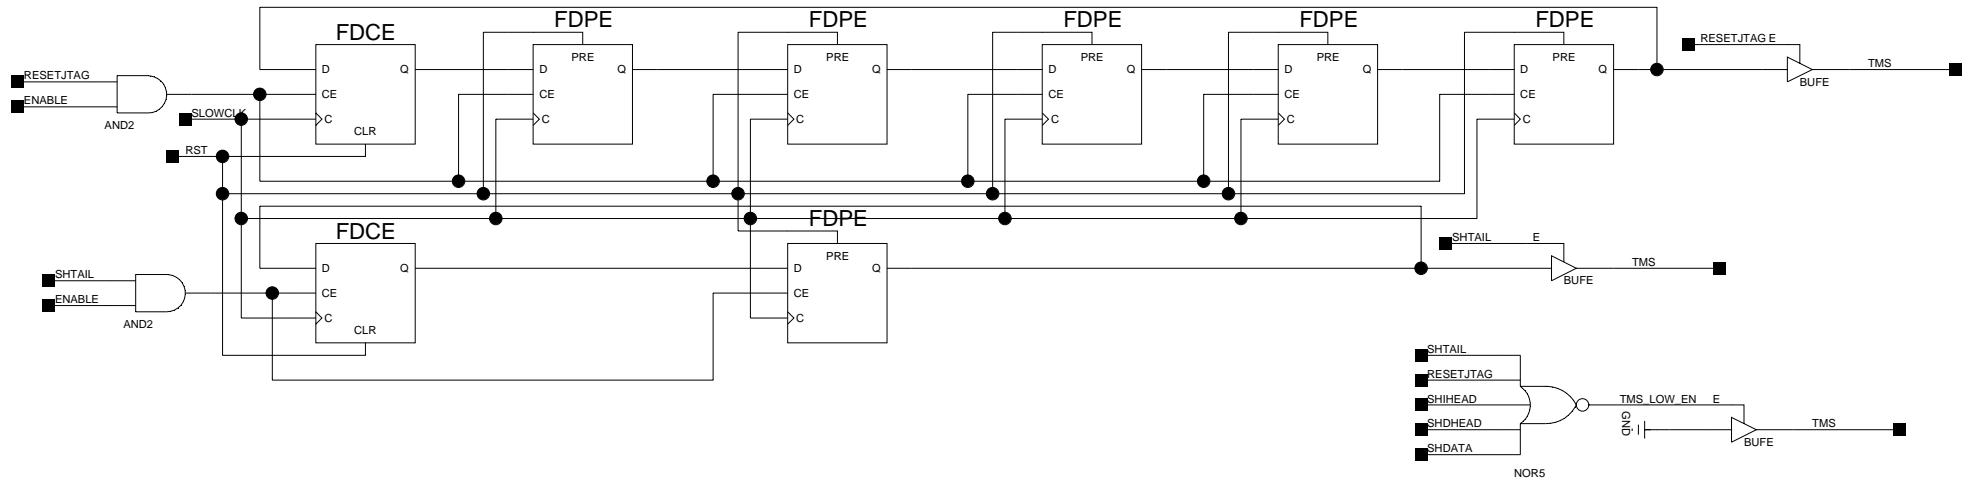 FDCE FDPE FDPE FDPE FDPE FDPE
RESETJTAG E
PRE PRE PRE PRE PRE
D Q D Q D Q D Q D Q D Q
TMS
RESETJTAG
BUFE
CE CE CE CE CE CE
ENABLE
SLOWCLK
C C C C C C
AND2
CLR
RST
FDCE FDPE
SHTAIL E
PRE
D Q D Q
TMS
SHTAIL
BUFE
CE CE
ENABLE
C C
AND2
CLR
SHTAIL
RESETJTAG
SHIHEAD
TMS_LOW_EN E
GND
TMS
SHDHEAD
BUFE
SHDATA
NOR5